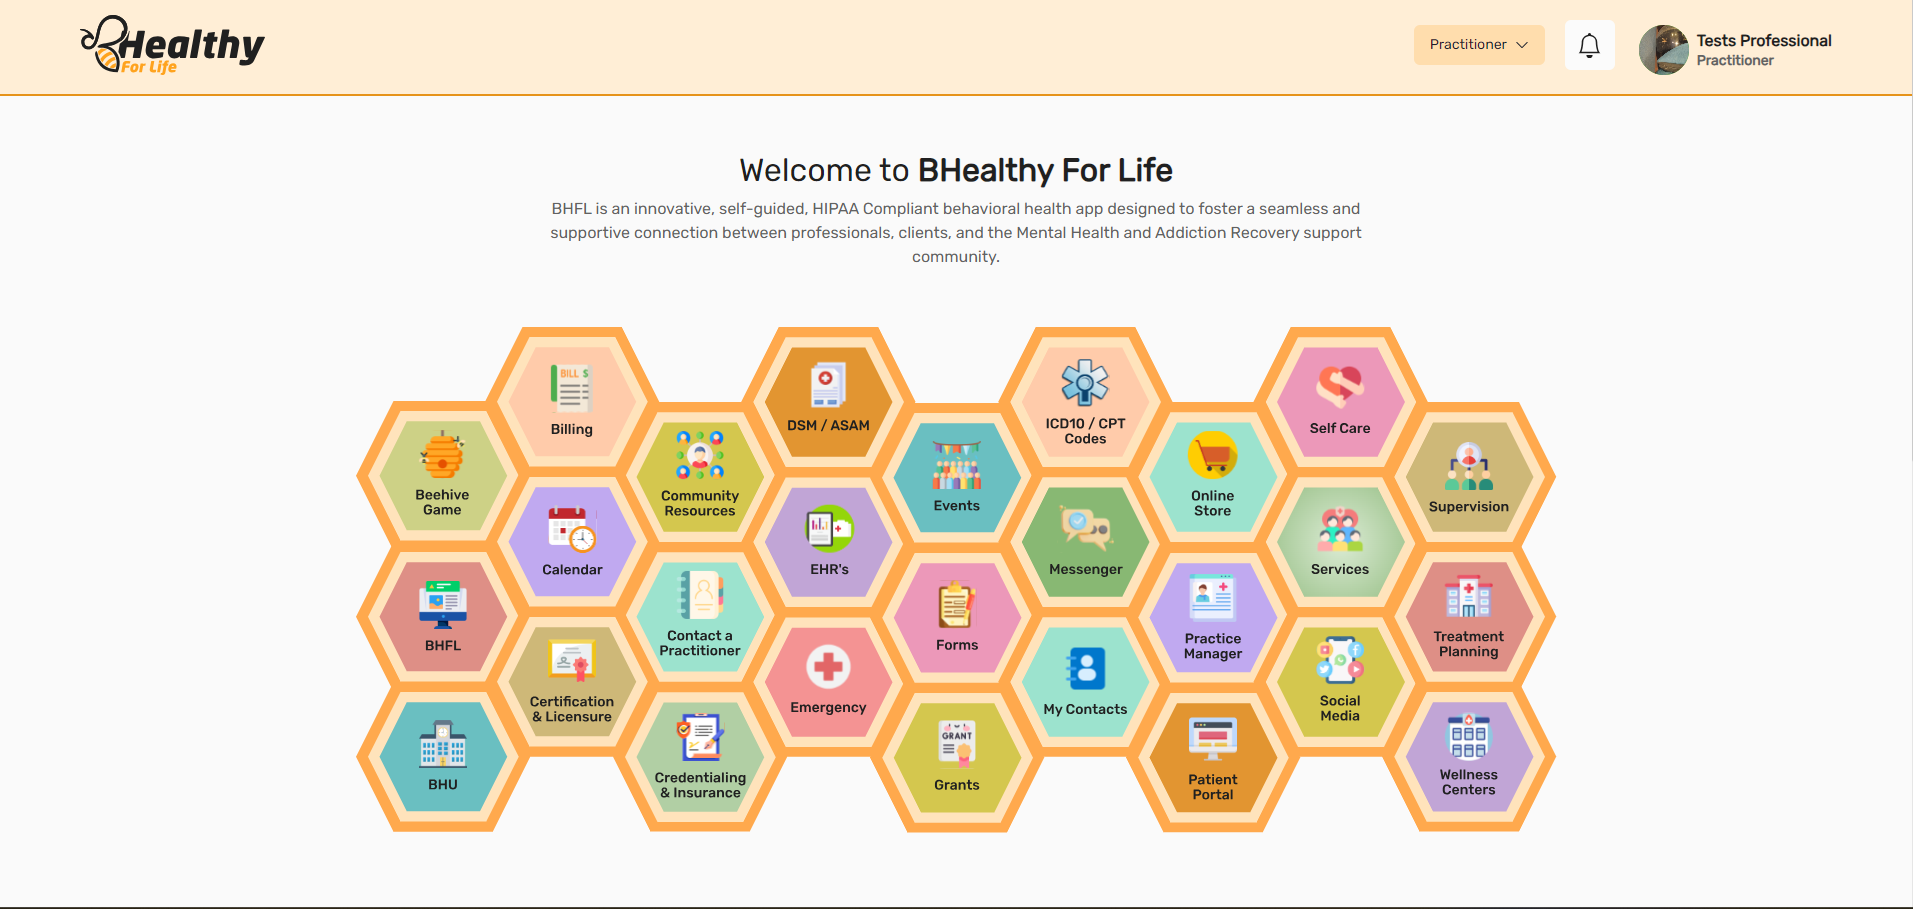 BHealthy
For Life
Practitioner
Tests Professional
Practitioner
Welcome to BHealthy For Life
BHFL is an innovative, self-guided, HIPAA Compliant behavioral health app designed to foster a seamless and
supportive connection between professionals, clients, and the Mental Health and Addiction Recovery support
community.
Beehive
Game
BHFL
BHU
BILL $
Billing
Calendar
Certification
& Licensure
Community
Resources
Contact a
Practitioner
Credentialing
& Insurance
DSM / ASAM
EHR's
Emergency
Events
Forms
GRANT
Grants
ICD10 / CPT
Codes
Messenger
My Contacts
Online
Store
Practice
Manager
Patient
Portal
Self Care
Services
Social
Media
Supervision
Treatment
Planning
Wellness
Centers